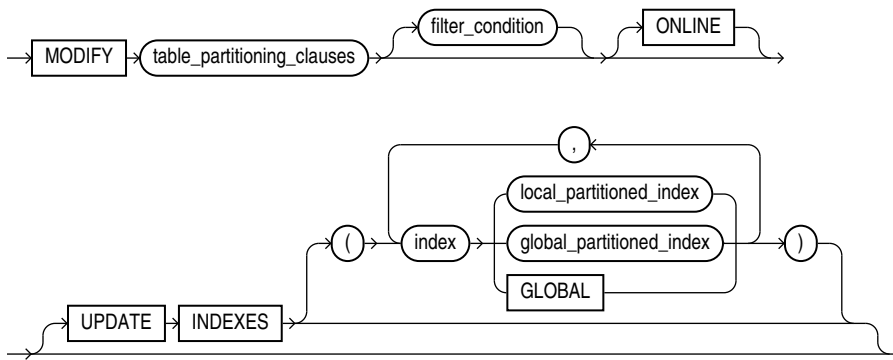 filter_condition ONLINE
MODIFY table_partitioning_clauses
,
local_partitioned_index
( index global_partitioned_index )
GLOBAL
UPDATE INDEXES